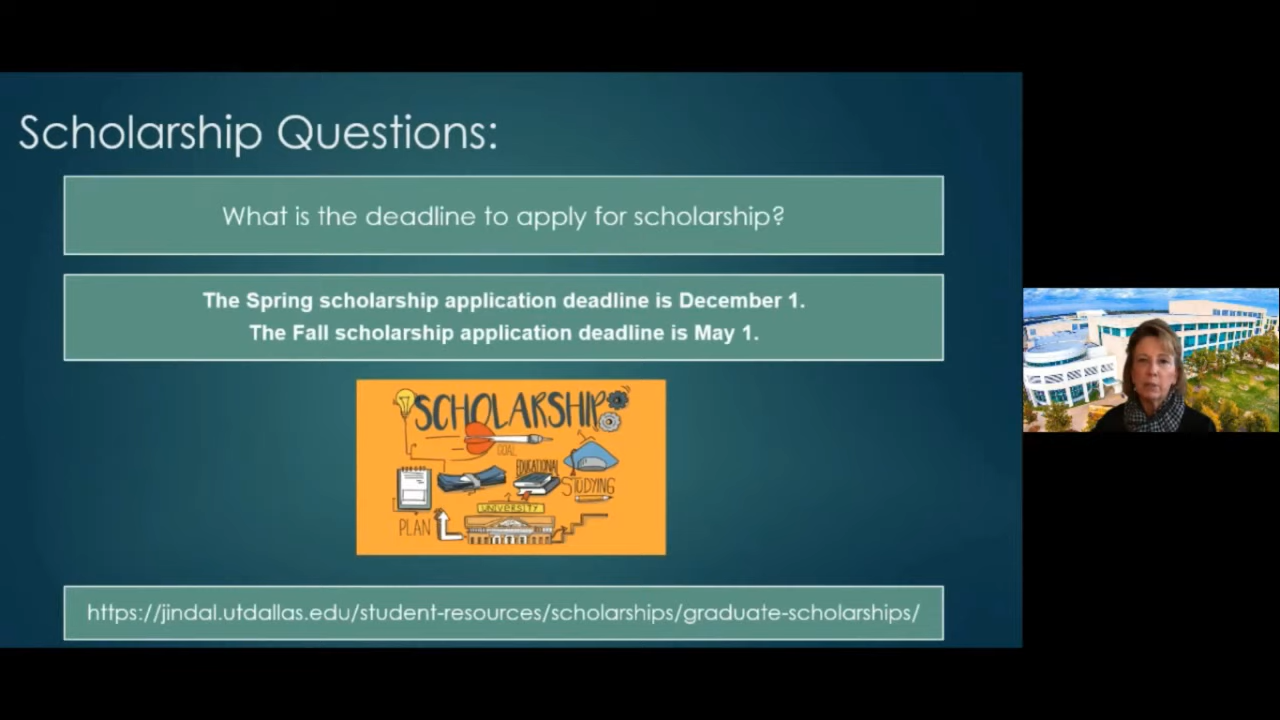 Scholarship Questions:
What is the deadline to apply for scholarship?
The Spring scholarship application deadline is December 1.
The Fall scholarship application deadline is May 1.
SCHOLARSHIP
GOAL
EDUCATIONAL
STUDYING
UNIVERSITY
PLAN
https://jindal.utdallas.edu/student-resources/scholarships/graduate-scholarships/